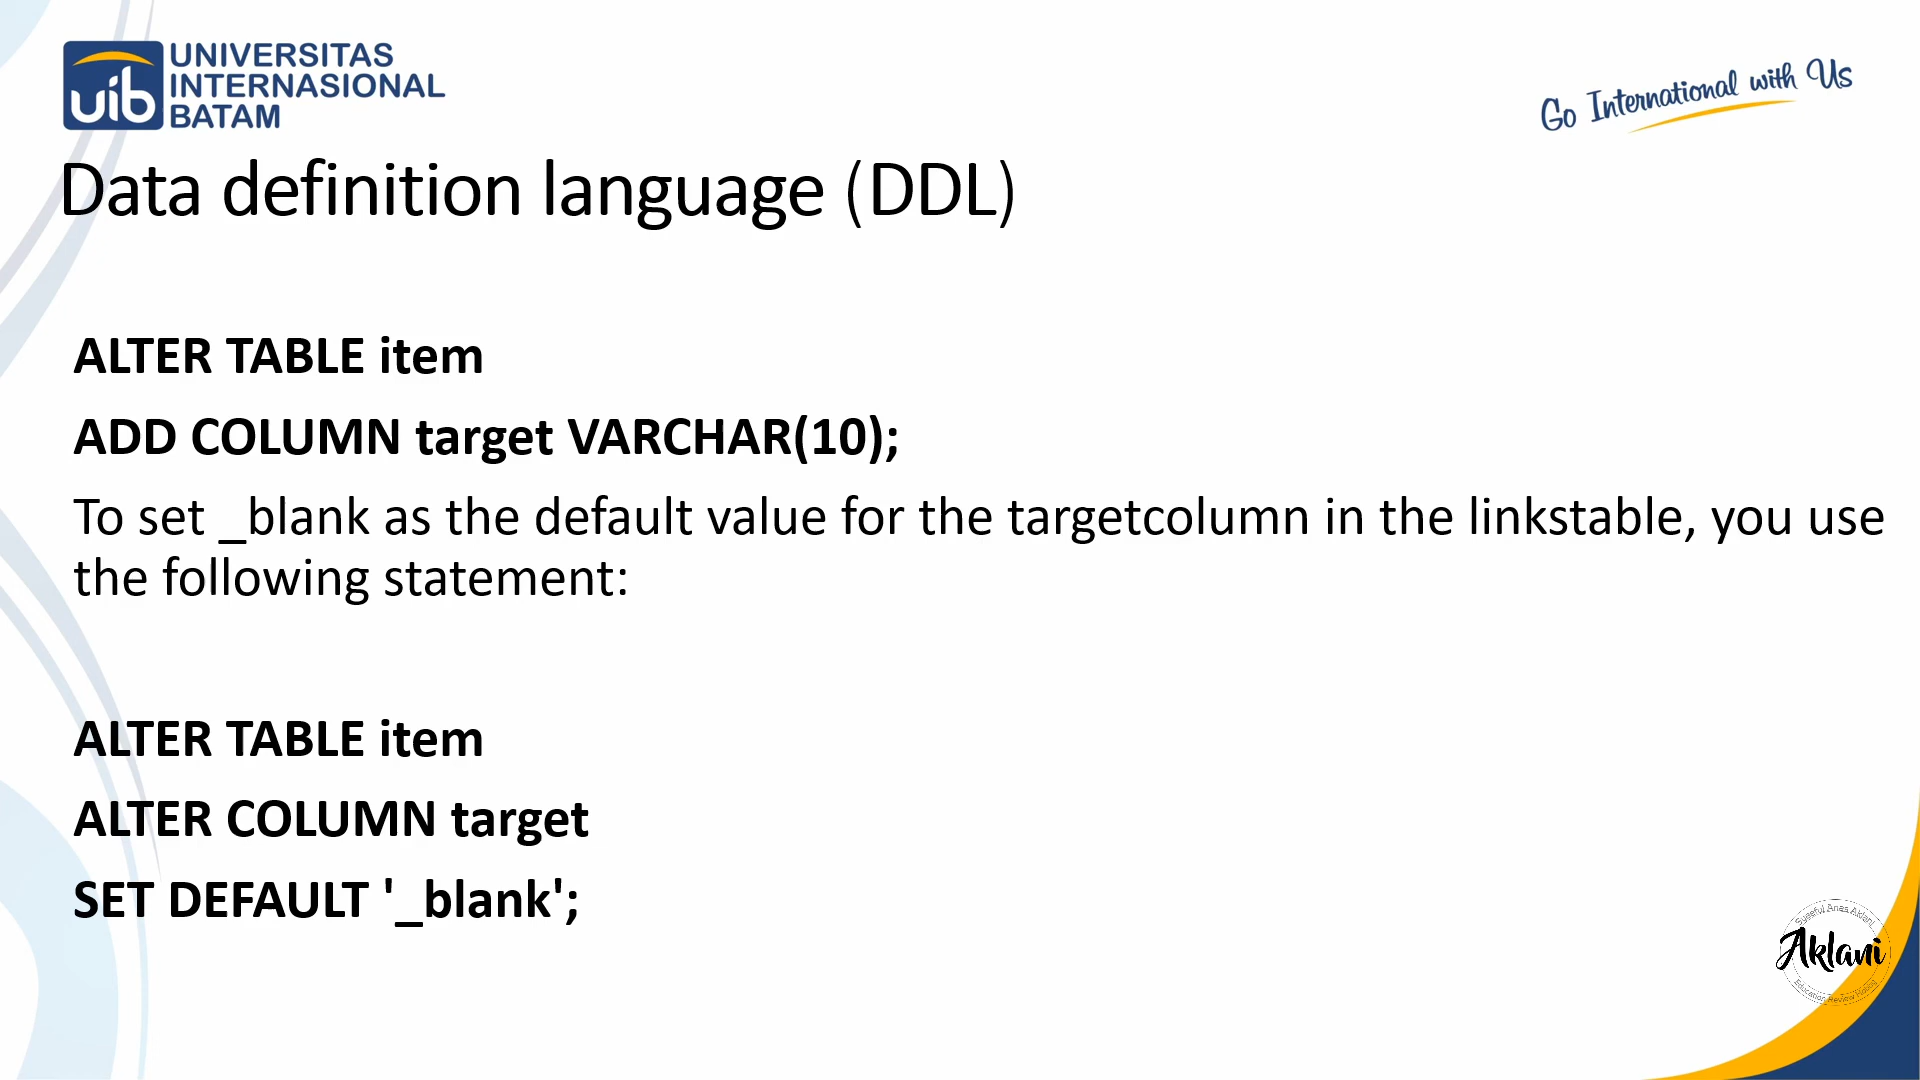 UNIVERSITAS
INTERNASIONAL
BATAM
uib
Go International with Us
Data definition language (DDL)
ALTER TABLE item
ADD COLUMN target VARCHAR(10);
To set _blank as the default value for the targetcolumn in the linkstable, you use
the following statement:
ALTER TABLE item
ALTER COLUMN target
SET DEFAULT '_blank';
Aklani